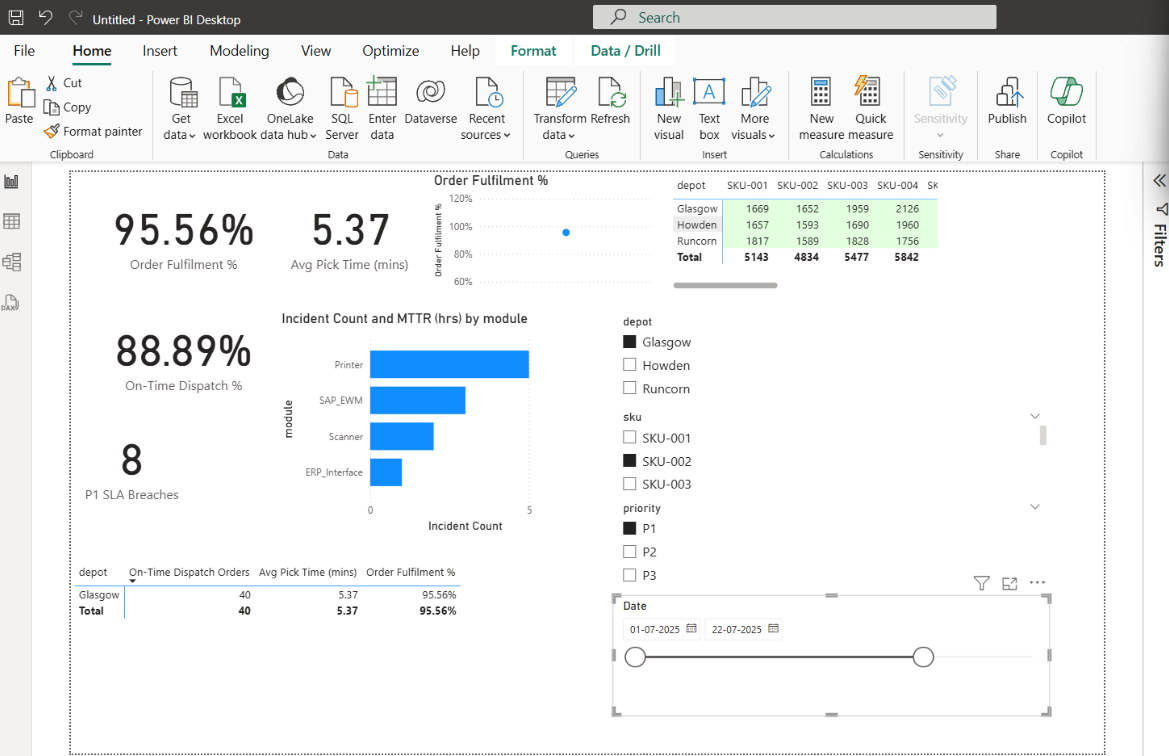 Untitled - Power BI Desktop
Search
File Home Insert Modeling View Optimize Help Format Data / Drill
Paste
Cut
Copy
Format painter
Clipboard
Get data
Excel workbook
OneLake data hub
SQL Server
Enter data
Dataverse
Recent sources
Data
Transform data
Refresh
Queries
New visual
Text box
More visuals
Insert
New measure
Quick measure
Calculations
Sensitivity
Sensitivity
Publish
Share
Copilot
Copilot
DAX
95.56%
Order Fulfilment %
5.37
Avg Pick Time (mins)
Order Fulfilment %
Order Fulfilment %
120%
100%
80%
60%
depot SKU-001 SKU-002 SKU-003 SKU-004 SK
Glasgow 1669 1652 1959 2126
Howden 1657 1593 1690 1960
Runcorn 1817 1589 1828 1756
Total 5143 4834 5477 5842
Filters
88.89%
On-Time Dispatch %
8
P1 SLA Breaches
Incident Count and MTTR (hrs) by module
module
Printer
SAP_EWM
Scanner
ERP_Interface
0 5
Incident Count
depot
Glasgow
Howden
Runcorn
sku
SKU-001
SKU-002
SKU-003
priority
P1
P2
P3
depot On-Time Dispatch Orders Avg Pick Time (mins) Order Fulfilment %
Glasgow 40 5.37 95.56%
Total 40 5.37 95.56%
Date
01-07-2025 22-07-2025